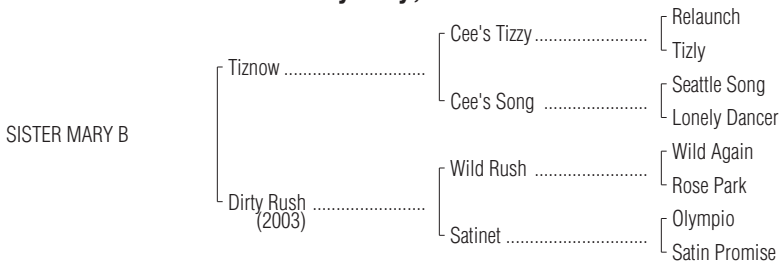 Relaunch
Cee's Tizzy
Tizly
Tiznow
Seattle Song
Cee's Song
Lonely Dancer
SISTER MARY B
Wild Again
Wild Rush
Rose Park
Dirty Rush
(2003)
Olympio
Satinet
Satin Promise